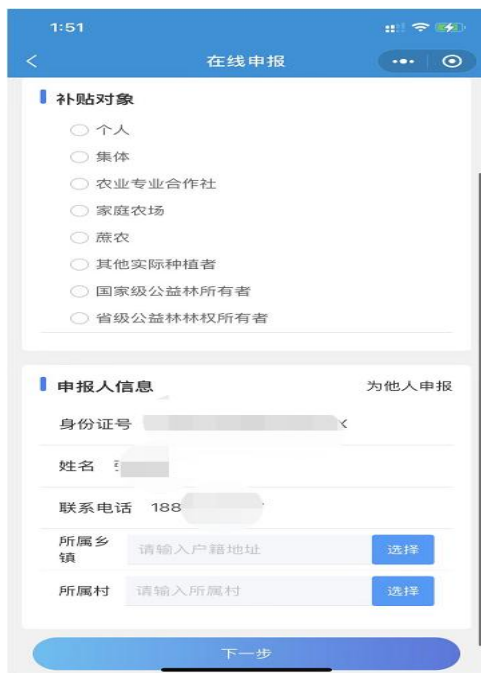 1:51
在线申报
补贴对象
个人
集体
农业专业合作社
家庭农场
蔗农
其他实际种植者
国家级公益林所有者
省级公益林林权所有者
申报人信息
为他人申报
身份证号
姓名
联系电话 188
所属乡镇 请输入户籍地址 选择
所属村 请输入所属村 选择
下一步